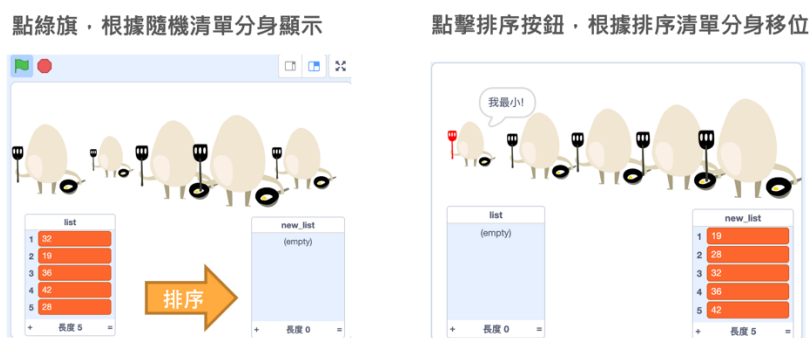 點綠旗，根據隨機清單分身顯示
點擊排序按鈕，根據排序清單分身移位
list
1 32
2 19
3 36
4 42
5 28
+ 長度 5 =
排序
new_list
(empty)
+ 長度 0 =
我最小!
list
(empty)
+ 長度 0 =
new_list
1 19
2 28
3 32
4 36
5 42
+ 長度 5 =